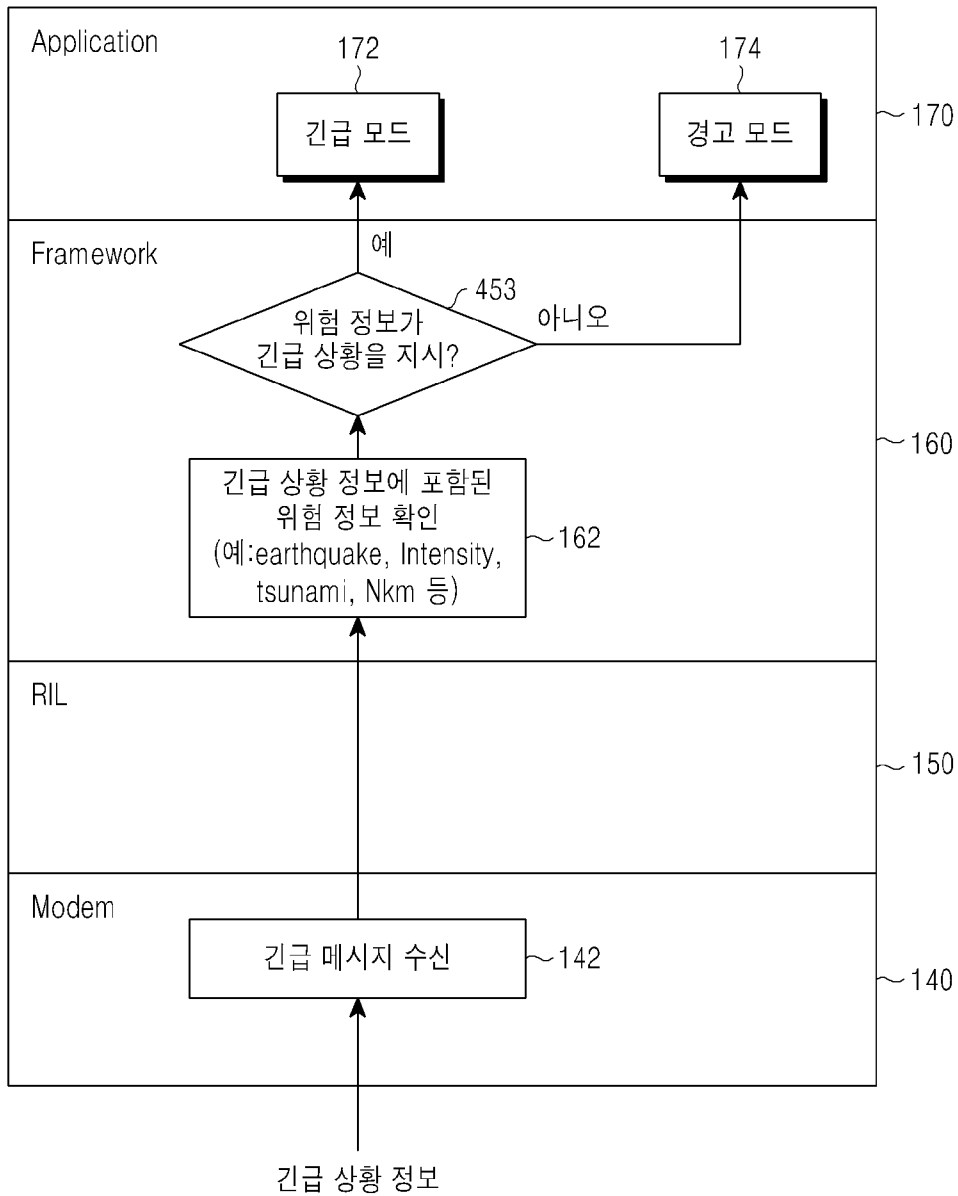 Application
172
174
긴급 모드
경고 모드
170
Framework
예
453
위험 정보가
긴급 상황을 지시?
아니오
160
긴급 상황 정보에 포함된
위험 정보 확인
(예:earthquake, Intensity,
tsunami, Nkm 등)
162
RIL
150
Modem
긴급 메시지 수신
142
140
긴급 상황 정보